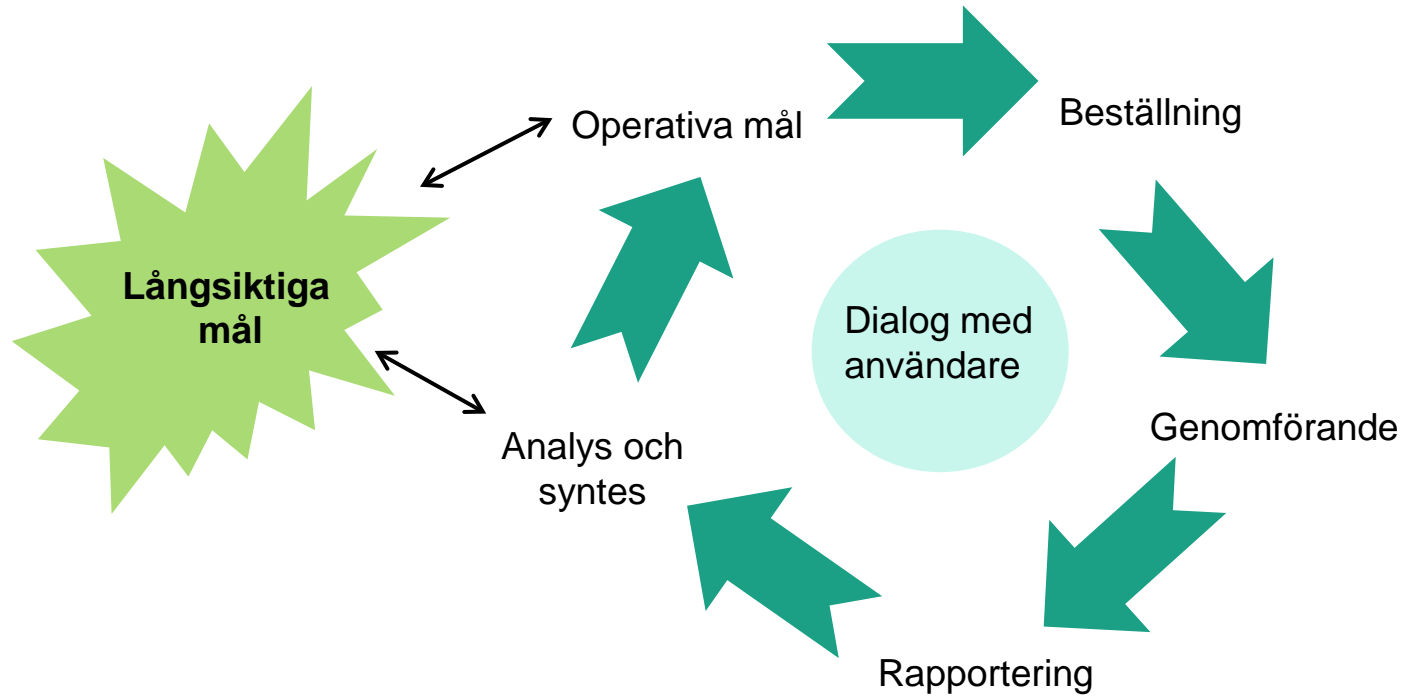 Operativa mål
Beställning
Långsiktiga
mål
Dialog med
användare
Genomförande
Analys och
syntes
Rapportering